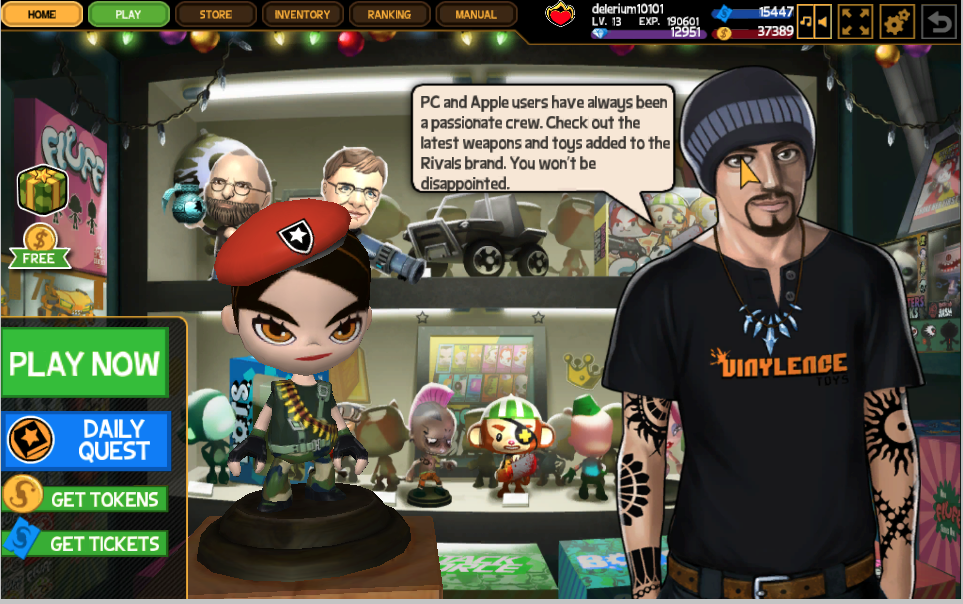 HOME
PLAY
STORE
INVENTORY
RANKING
MANUAL
delerium10101
LV. 13 EXP. 190601
12951
15447
37389
PC and Apple users have always been
a passionate crew. Check out the
latest weapons and toys added to the
Rivals brand. You won't be
disappointed.
FLUFF
FREE
PLAY NOW
DAILY
QUEST
GET TOKENS
GET TICKETS
VINYLENCE
TOYS